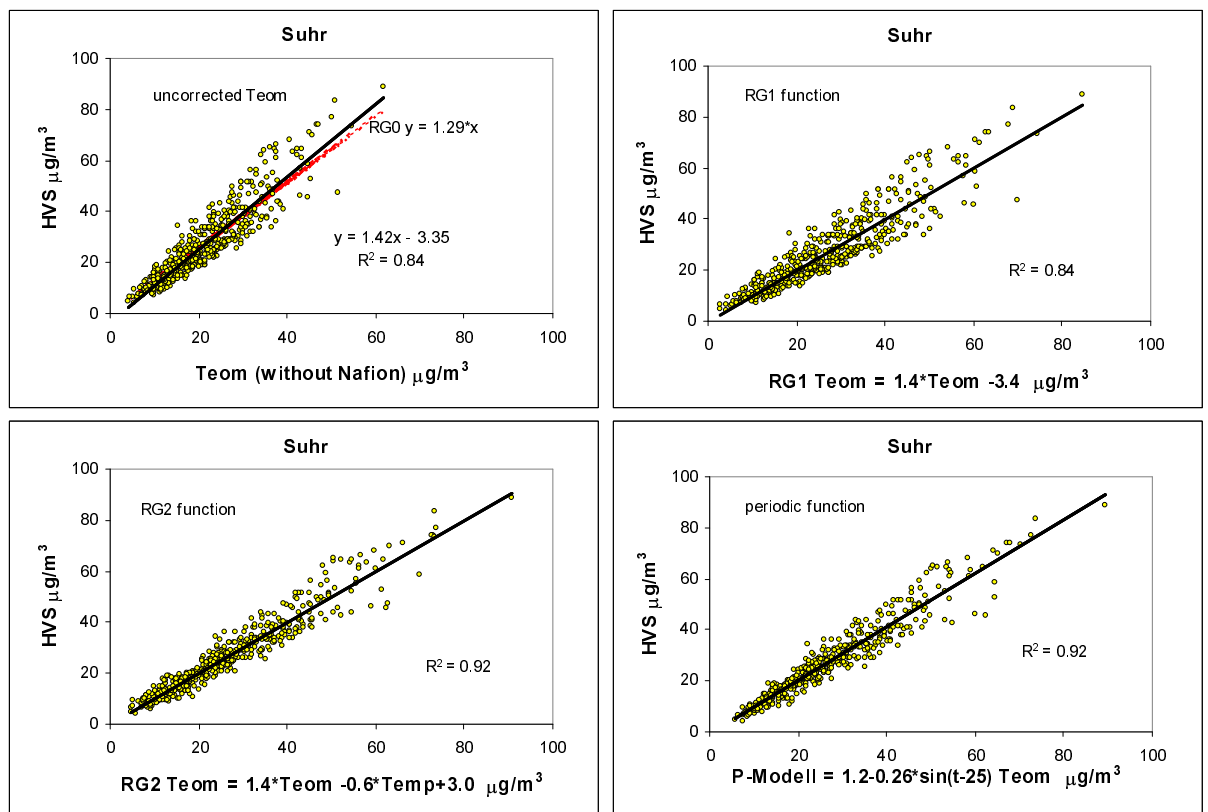 Suhr
100
80
60
40
20
0
HVS µg/m³
uncorrected Teom
RG0 y = 1.29*x
y = 1.42x - 3.35
R² = 0.84
0 20 40 60 80 100
Teom (without Nafion) µg/m³
Suhr
100
80
60
40
20
0
HVS µg/m³
RG1 function
R² = 0.84
0 20 40 60 80 100
RG1 Teom = 1.4*Teom -3.4 µg/m³
Suhr
100
80
60
40
20
0
HVS µg/m³
RG2 function
R² = 0.92
0 20 40 60 80 100
RG2 Teom = 1.4*Teom -0.6*Temp+3.0 µg/m³
Suhr
100
80
60
40
20
0
HVS µg/m³
periodic function
R² = 0.92
0 20 40 60 80 100
P-Modell = 1.2-0.26*sin(t-25) Teom µg/m³